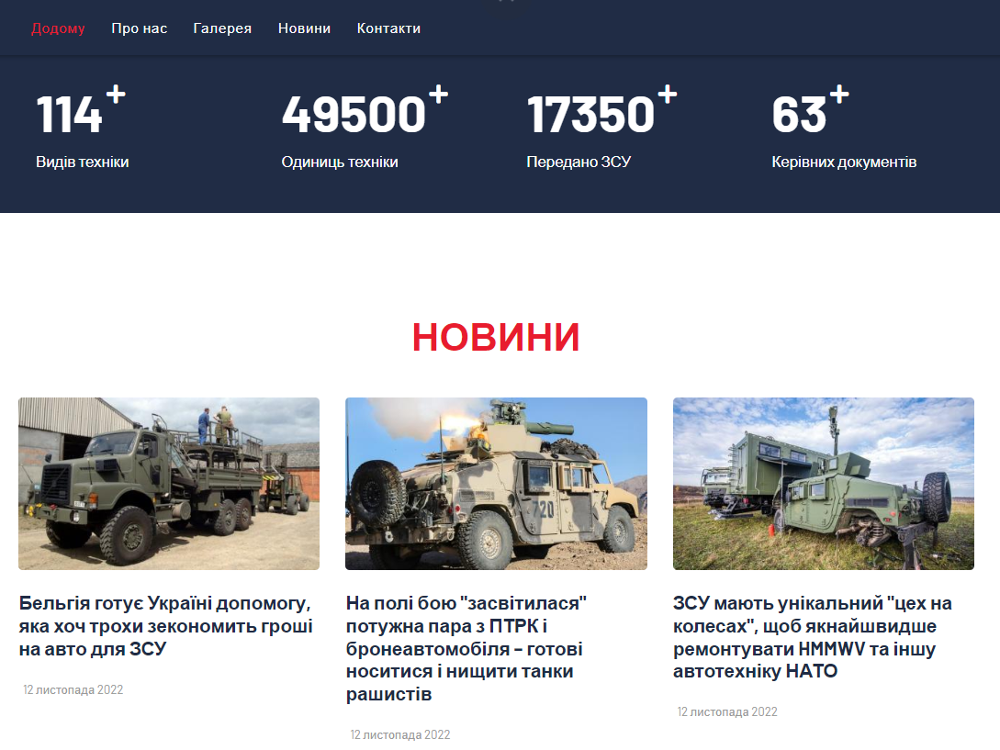 Додому Про нас Галерея Новини Контакти
114+ 49500+ 17350+ 63+
Видів техніки Одиниць техніки Передано ЗСУ Керівних документів
НОВИНИ
720
Бельгія готує Україні допомогу,
яка хоч трохи зекономить гроші
на авто для ЗСУ
12 листопада 2022
На полі бою "засвітилася"
потужна пара з ПТРК і
бронеавтомобіля – готові
носитися і нищити танки
рашистів
12 листопада 2022
ЗСУ мають унікальний "цех на
колесах", щоб якнайшвидше
ремонтувати HMMWV та іншу
автотехніку НАТО
12 листопада 2022